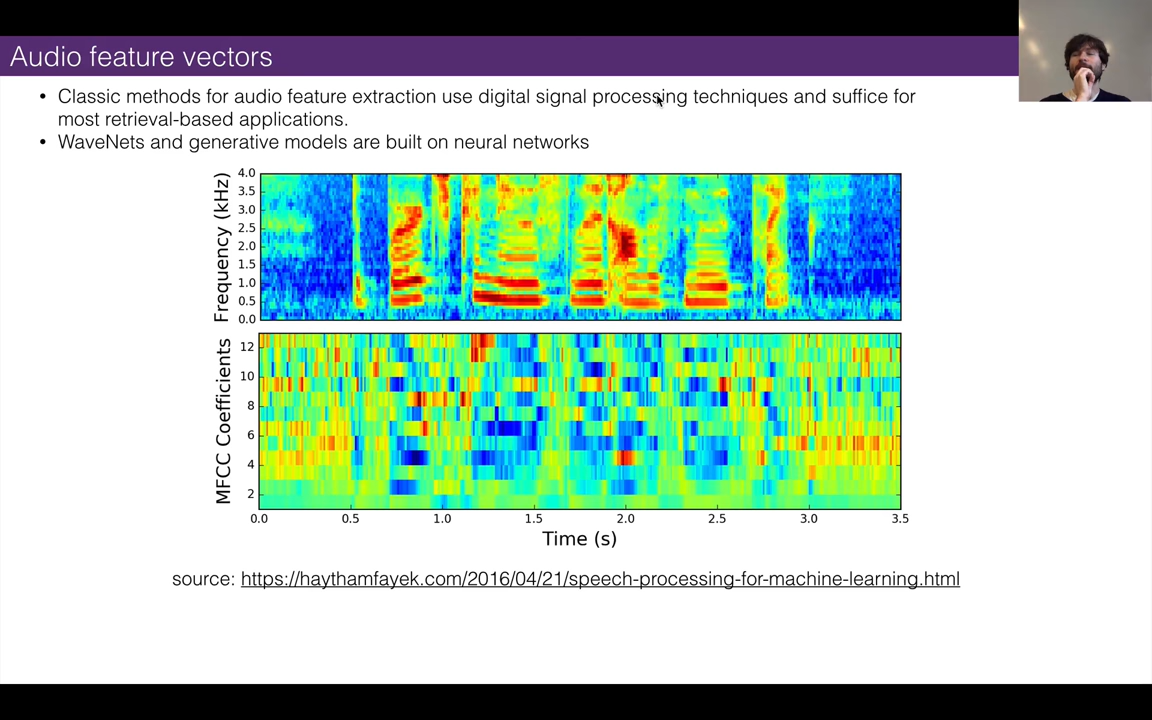 Audio feature vectors
• Classic methods for audio feature extraction use digital signal processing techniques and suffice for
most retrieval-based applications.
• WaveNets and generative models are built on neural networks
Frequency (kHz)
4.0
3.5
3.0
2.5
2.0
1.5
1.0
0.5
0.0
MFCC Coefficients
12
10
8
6
4
2
0.0 0.5 1.0 1.5 2.0 2.5 3.0 3.5
Time (s)
source: https://haythamfayek.com/2016/04/21/speech-processing-for-machine-learning.html